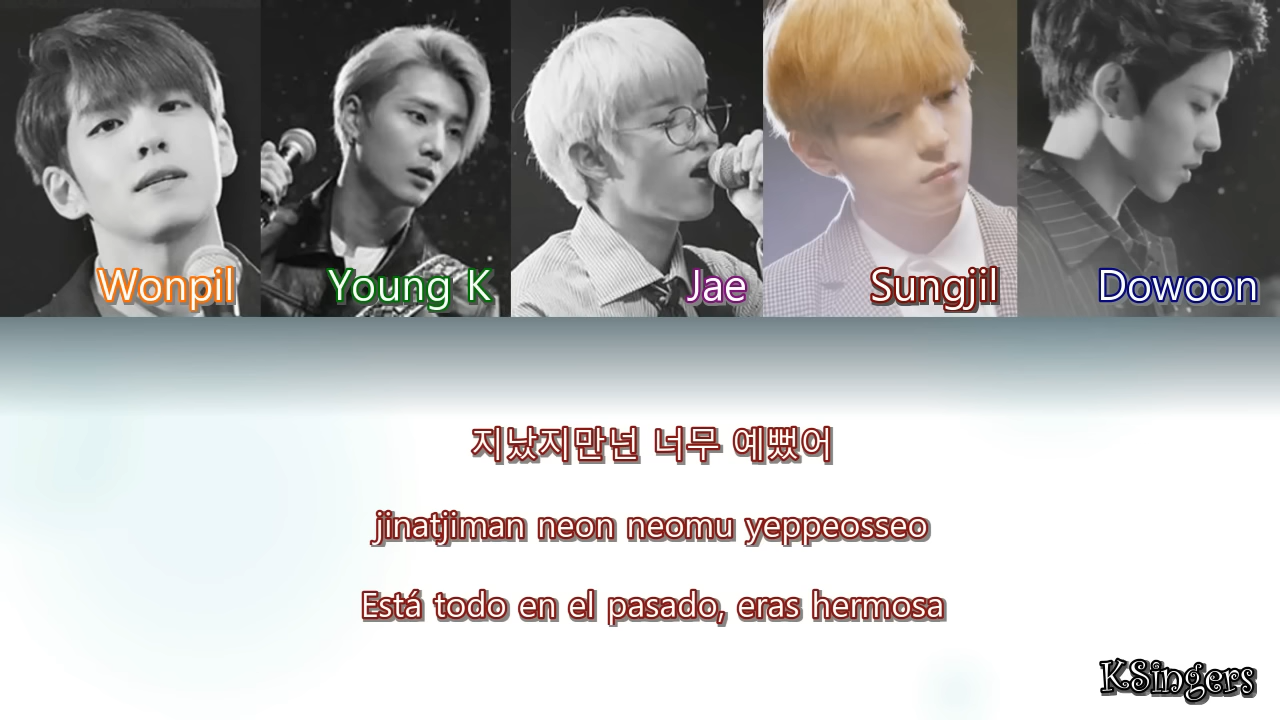 Wonpil
Young K
Jae
Sungjil
Dowoon
지났지만넌 너무 예뻤어
jinatjiman neon neomu yeppeosseo
Está todo en el pasado, eras hermosa
KSingers